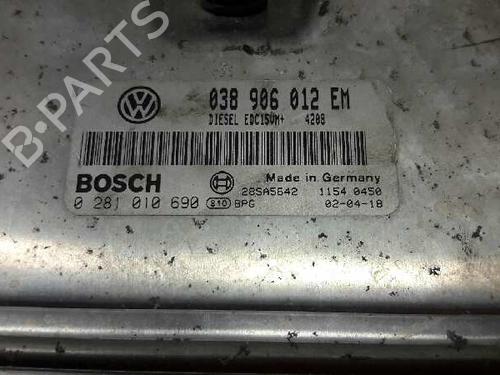 038 906 012 EM
DIESEL EDC15VM+ 4208
BOSCH
Made in Germany
28SA5642 1154 0450
0 281 010 690 810 BPG 02-04-18
B-PARTS